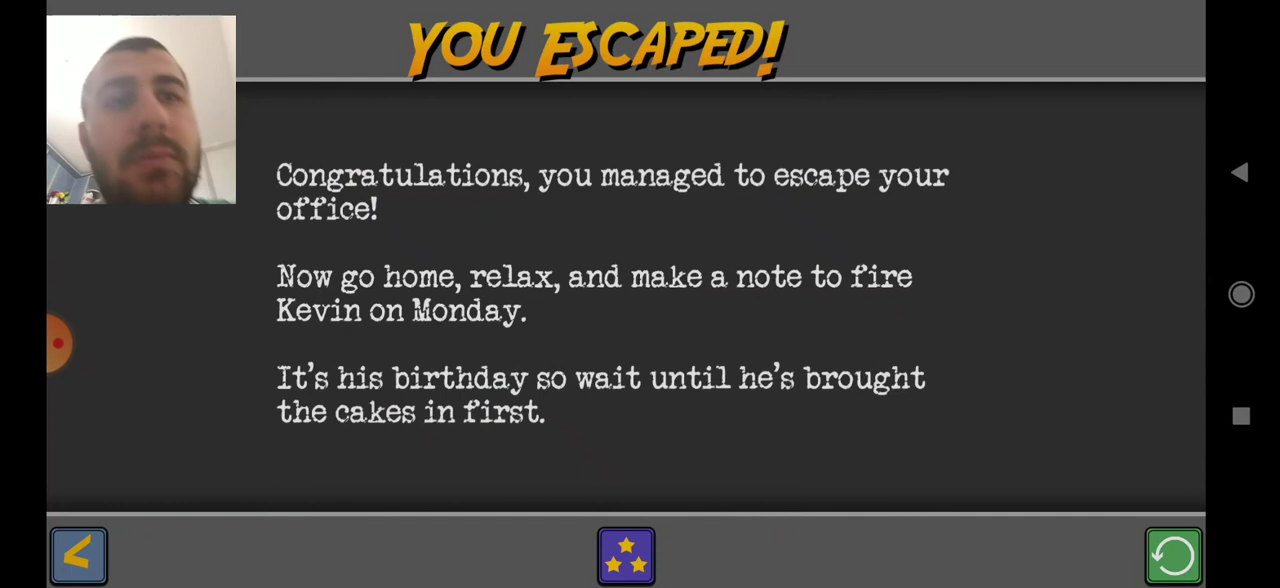 YOU ESCAPED!
Congratulations, you managed to escape your
office!
Now go home, relax, and make a note to fire
Kevin on Monday.
It's his birthday so wait until he's brought
the cakes in first.